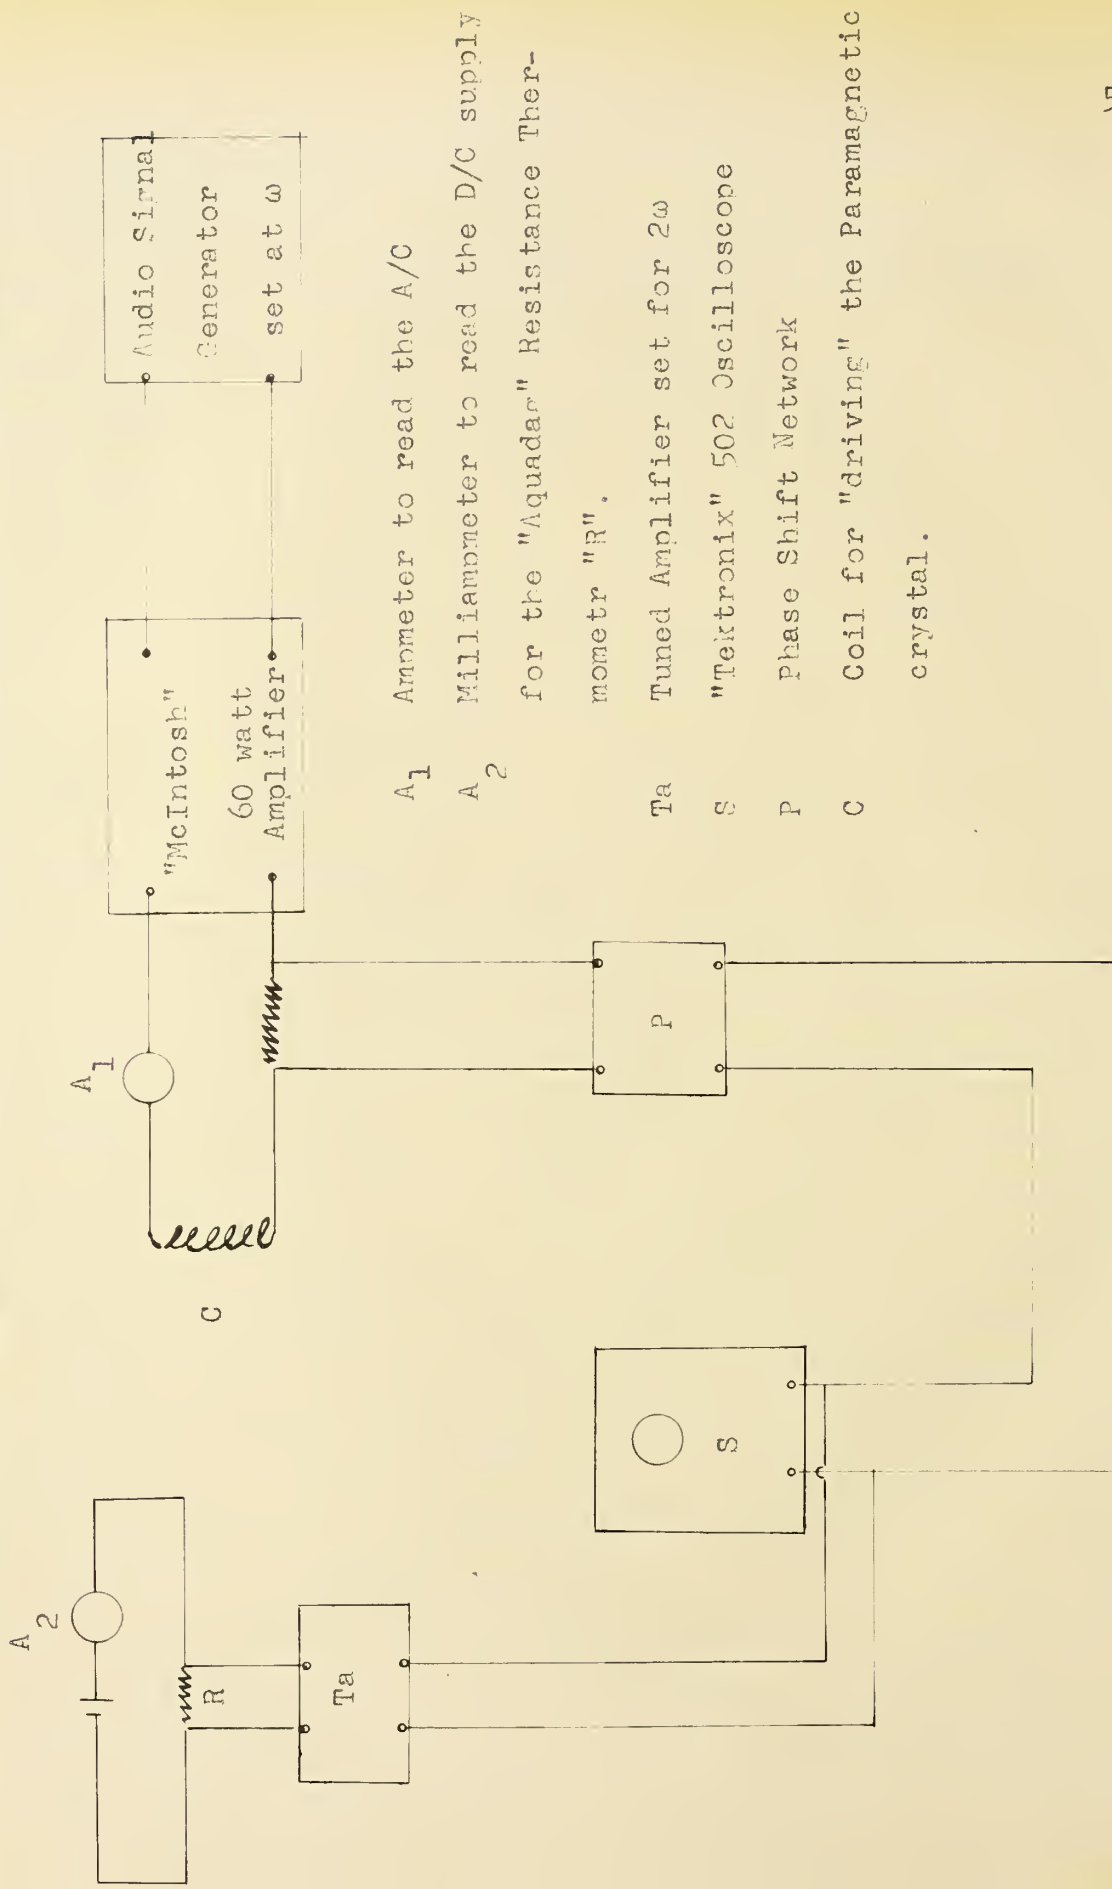 A2
R
Ta
S
C
A1
P
"McIntosh"
60 watt
Amplifier
Audio Signal
Generator
set at ω
A1 Ampmeter to read the A/C
A2 Milliampmeter to read the D/C supply
for the "Aquadag" Resistance Ther-
mometr "R".
Ta Tuned Amplifier set for 2ω
S "Tektronix" 502 Oscilloscope
P Phase Shift Network
C Coil for "driving" the Paramagnetic
crystal.